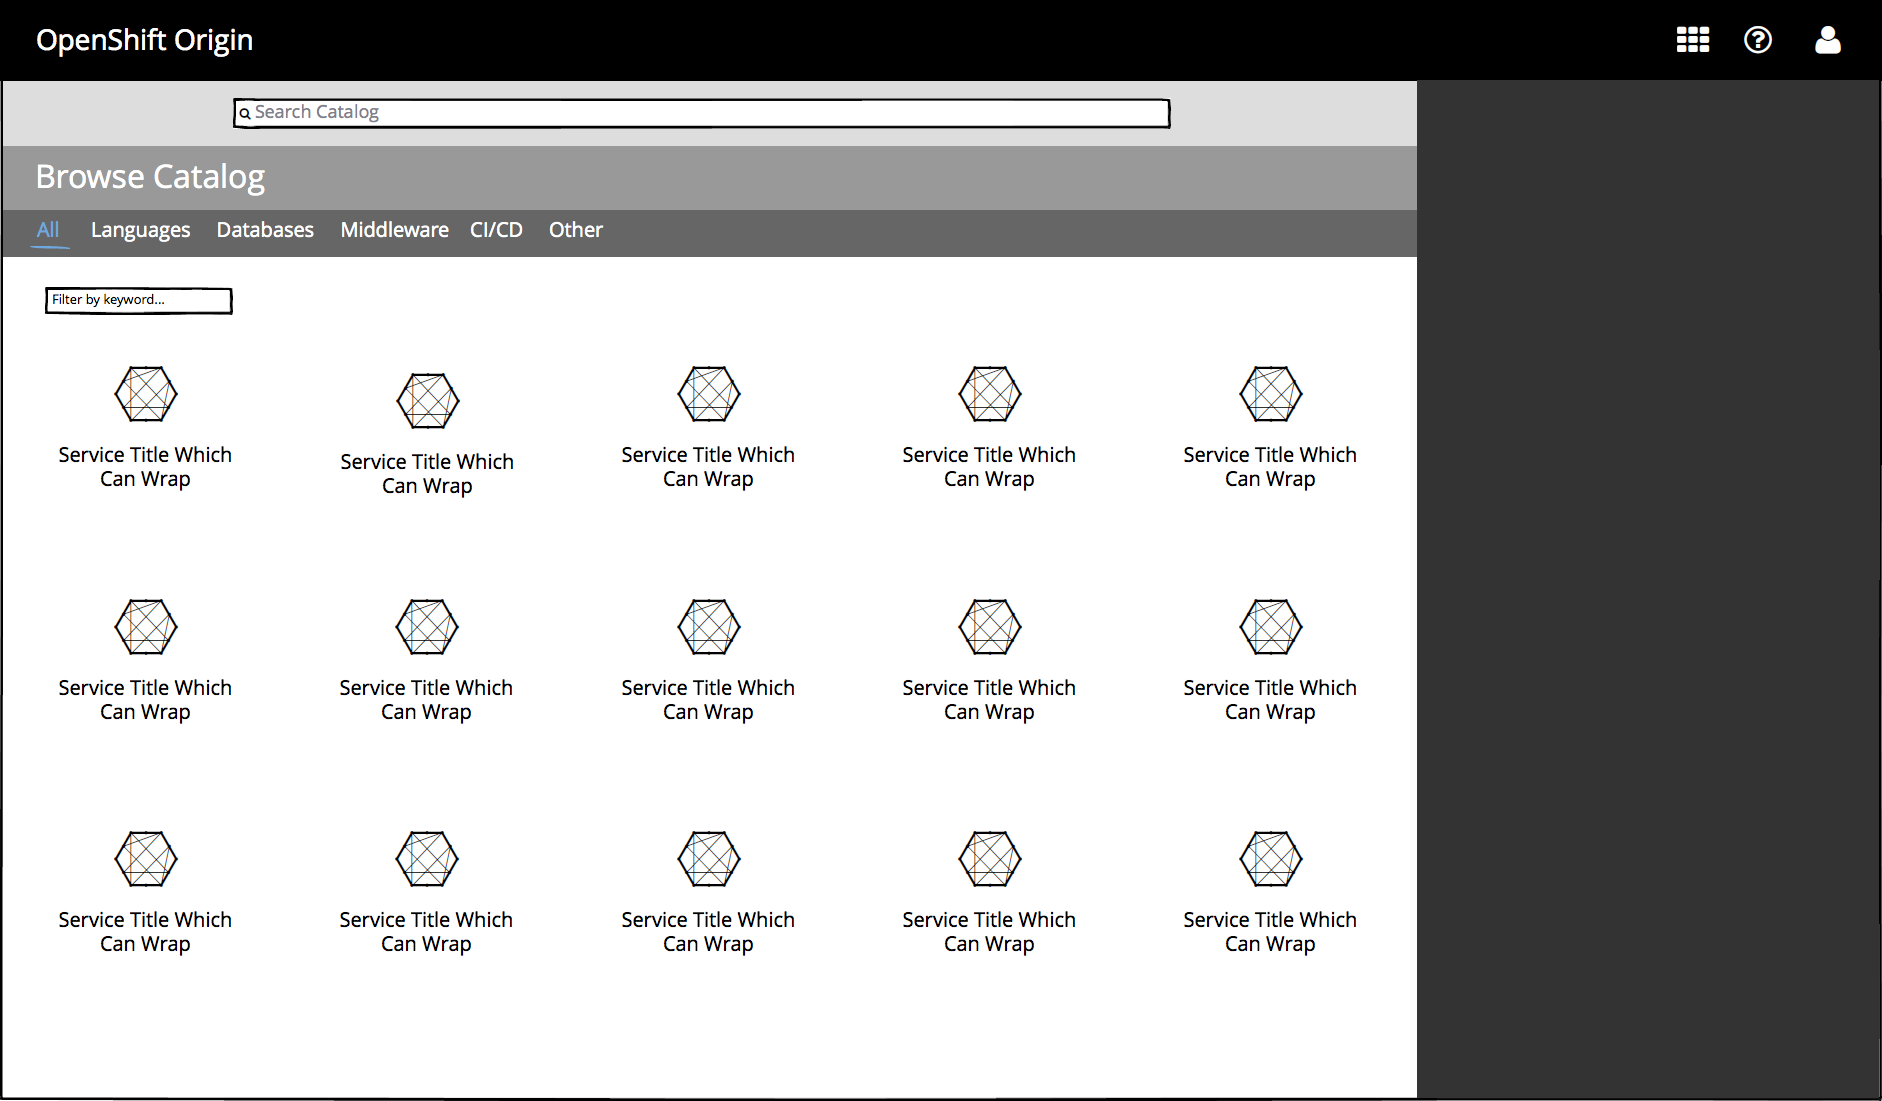 OpenShift Origin
Search Catalog
Browse Catalog
All Languages Databases Middleware CI/CD Other
Filter by keyword...
Service Title Which
Can Wrap
Service Title Which
Can Wrap
Service Title Which
Can Wrap
Service Title Which
Can Wrap
Service Title Which
Can Wrap
Service Title Which
Can Wrap
Service Title Which
Can Wrap
Service Title Which
Can Wrap
Service Title Which
Can Wrap
Service Title Which
Can Wrap
Service Title Which
Can Wrap
Service Title Which
Can Wrap
Service Title Which
Can Wrap
Service Title Which
Can Wrap
Service Title Which
Can Wrap